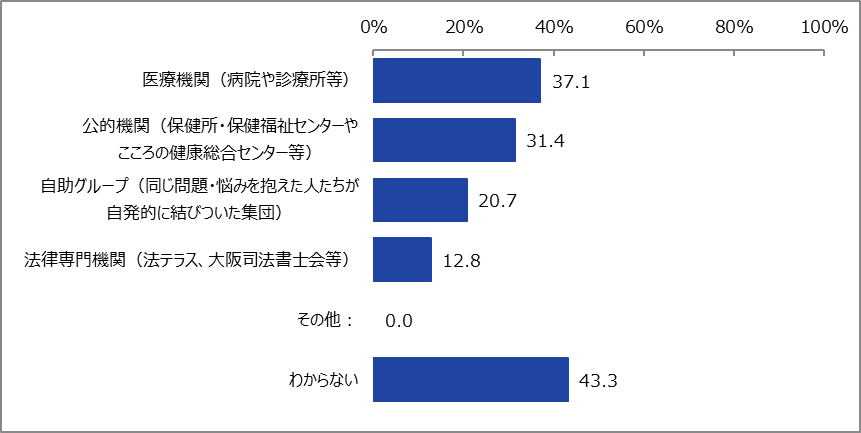 0% 20% 40% 60% 80% 100%
医療機関（病院や診療所等） 37.1
公的機関（保健所・保健福祉センターや
こころの健康総合センター等） 31.4
自助グループ（同じ問題・悩みを抱えた人たちが
自発的に結びついた集団） 20.7
法律専門機関（法テラス、大阪司法書士会等） 12.8
その他： 0.0
わからない 43.3